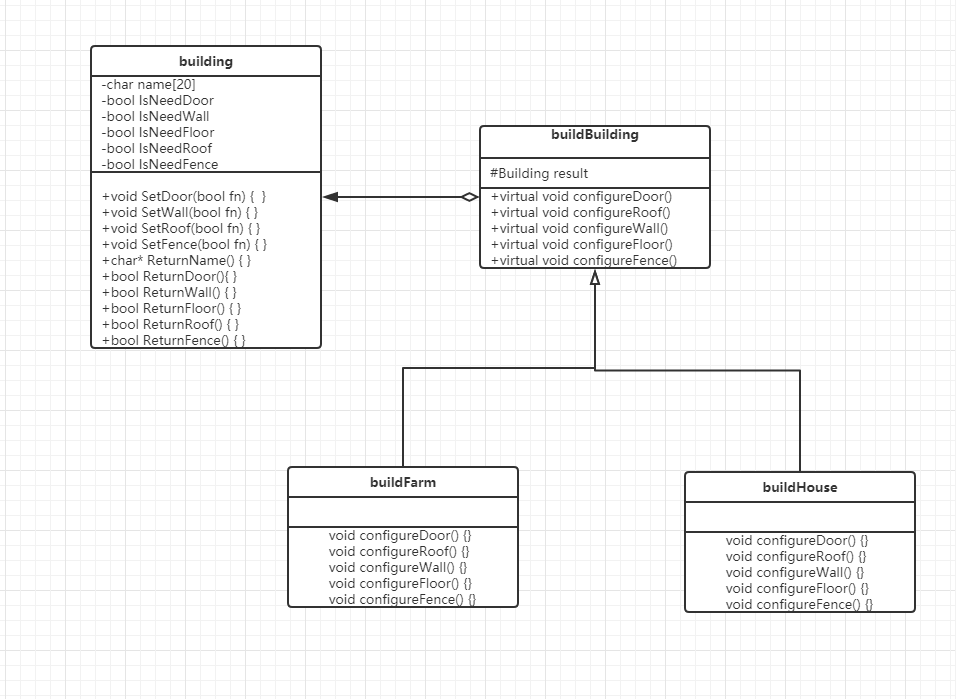 building
-char name[20]
-bool IsNeedDoor
-bool IsNeedWall
-bool IsNeedFloor
-bool IsNeedRoof
-bool IsNeedFence
+void SetDoor(bool fn) {  }
+void SetWall(bool fn) { }
+void SetRoof(bool fn) { }
+void SetFence(bool fn) { }
+char* ReturnName() { }
+bool ReturnDoor(){ }
+bool ReturnWall() { }
+bool ReturnFloor() { }
+bool ReturnRoof() { }
+bool ReturnFence() { }
buildBuilding
#Building result
+virtual void configureDoor()
+virtual void configureRoof()
+virtual void configureWall()
+virtual void configureFloor()
+virtual void configureFence()
buildFarm
void configureDoor() {}
void configureRoof() {}
void configureWall() {}
void configureFloor() {}
void configureFence() {}
buildHouse
void configureDoor() {}
void configureRoof() {}
void configureWall() {}
void configureFloor() {}
void configureFence() {}